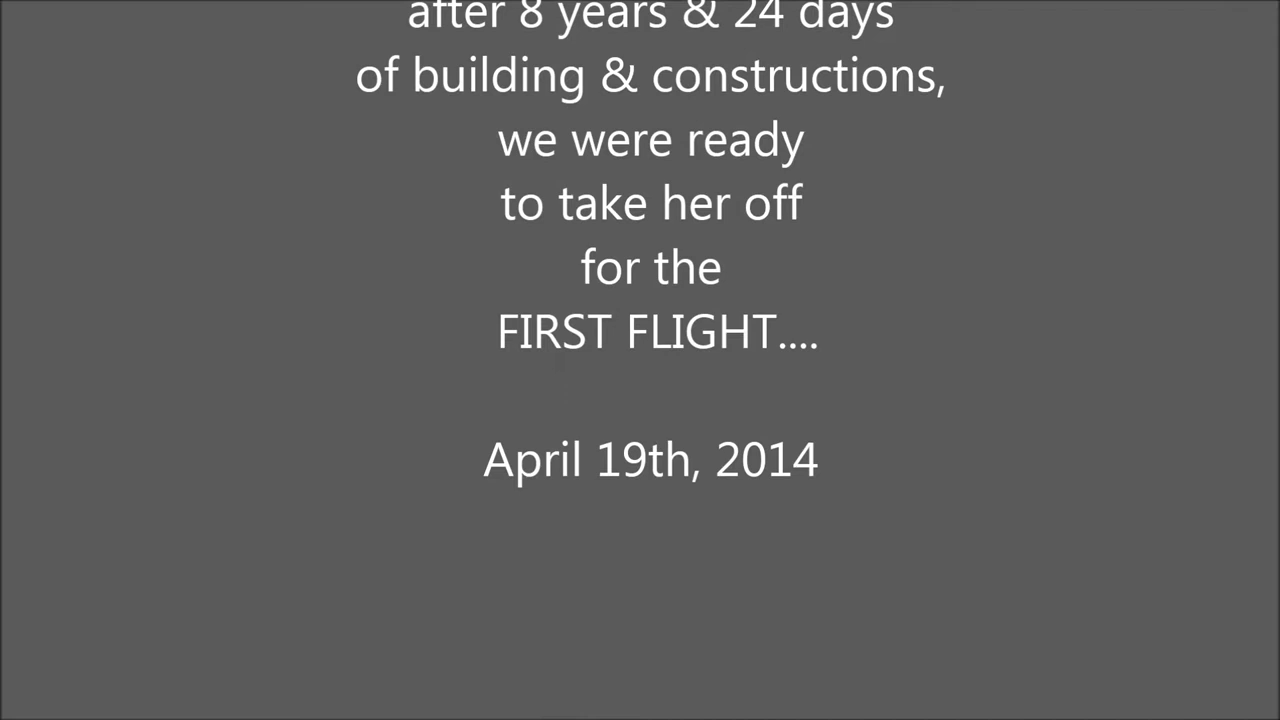 after 8 years & 24 days
of building & constructions,
we were ready
to take her off
for the
FIRST FLIGHT....
April 19th, 2014